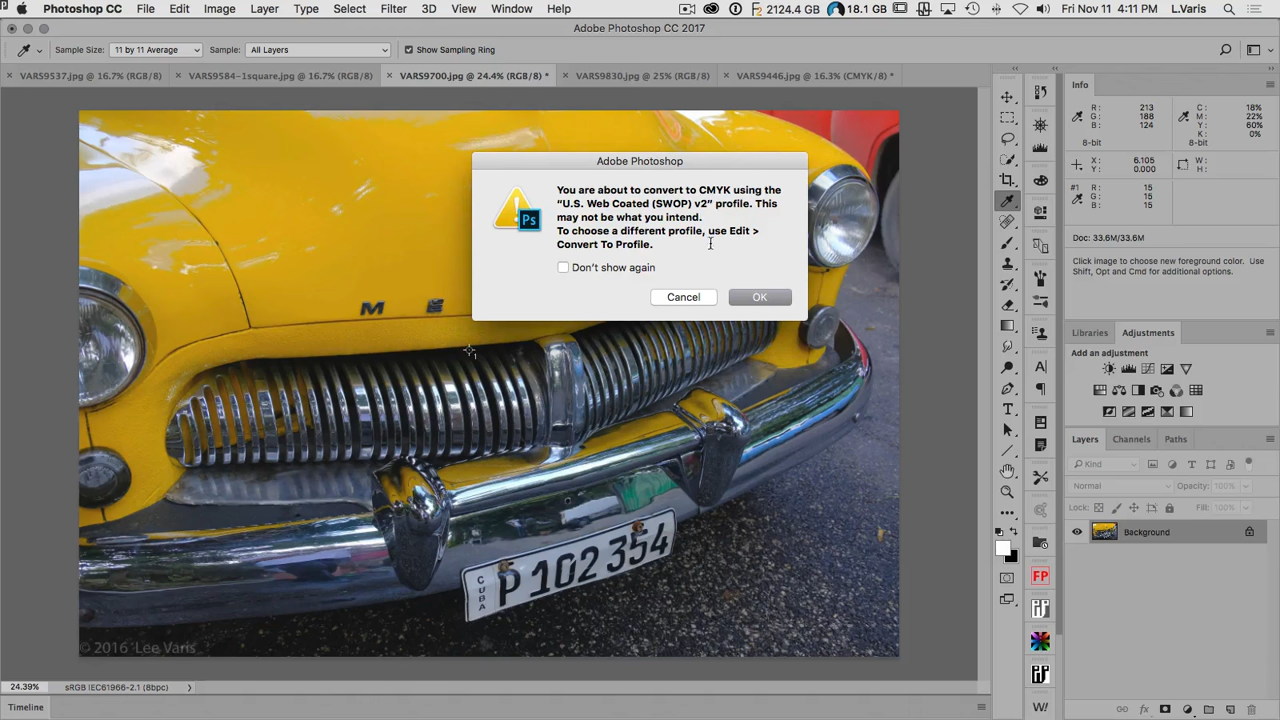 Photoshop CC File Edit Image Layer Type Select Filter 3D View Window Help 2124.4 GB 18.1 GB Fri Nov 11 4:11 PM L.Varis
Adobe Photoshop CC 2017
Sample Size: 11 by 11 Average Sample: All Layers Show Sampling Ring
VARS9537.jpg @ 16.7% (RGB/8) VARS9584-1square.jpg @ 16.7% (RGB/8) VARS9700.jpg @ 24.4% (RGB/8) * VARS9830.jpg @ 25% (RGB/8) VARS9446.jpg @ 16.3% (CMYK/8) *
Adobe Photoshop
You are about to convert to CMYK using the
“U.S. Web Coated (SWOP) v2” profile. This
may not be what you intend.
To choose a different profile, use Edit >
Convert To Profile.
Don't show again
Cancel OK
Ps
M E
CUBA P 102 354
© 2016 Lee Varis
24.39% sRGB IEC61966-2.1 (8bpc)
Timeline
Info
R: 213 C: 18%
G: 188 M: 22%
B: 124 Y: 60%
K: 0%
8-bit 8-bit
X: 6.105 W:
Y: 0.000 H:
#1 R: 15 R: 15
G: 15
B: 15
Doc: 33.6M/33.6M
Click image to choose new foreground color. Use
Shift, Opt and Cmd for additional options.
Libraries Adjustments
Add an adjustment
Layers Channels Paths
Kind
Normal Opacity: 100%
Lock: Fill: 100%
Background
FP
W!